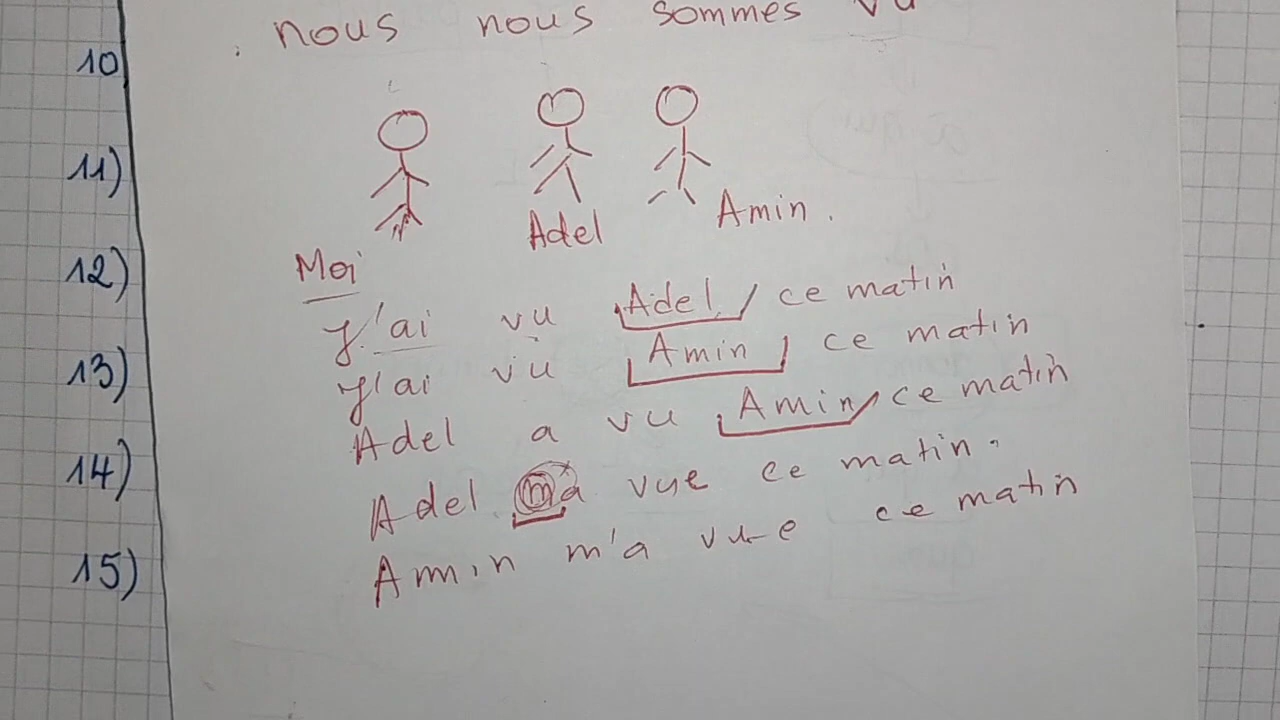 nous nous sommes vu
10
11)
Adel
Amin.
12)
Moi
J'ai vu Adel ce matin
13)
J'ai vu Amin ce matin
Adel a vu Amin ce matin
14)
Adel m'a vue ce matin.
15)
Amin m'a vue ce matin